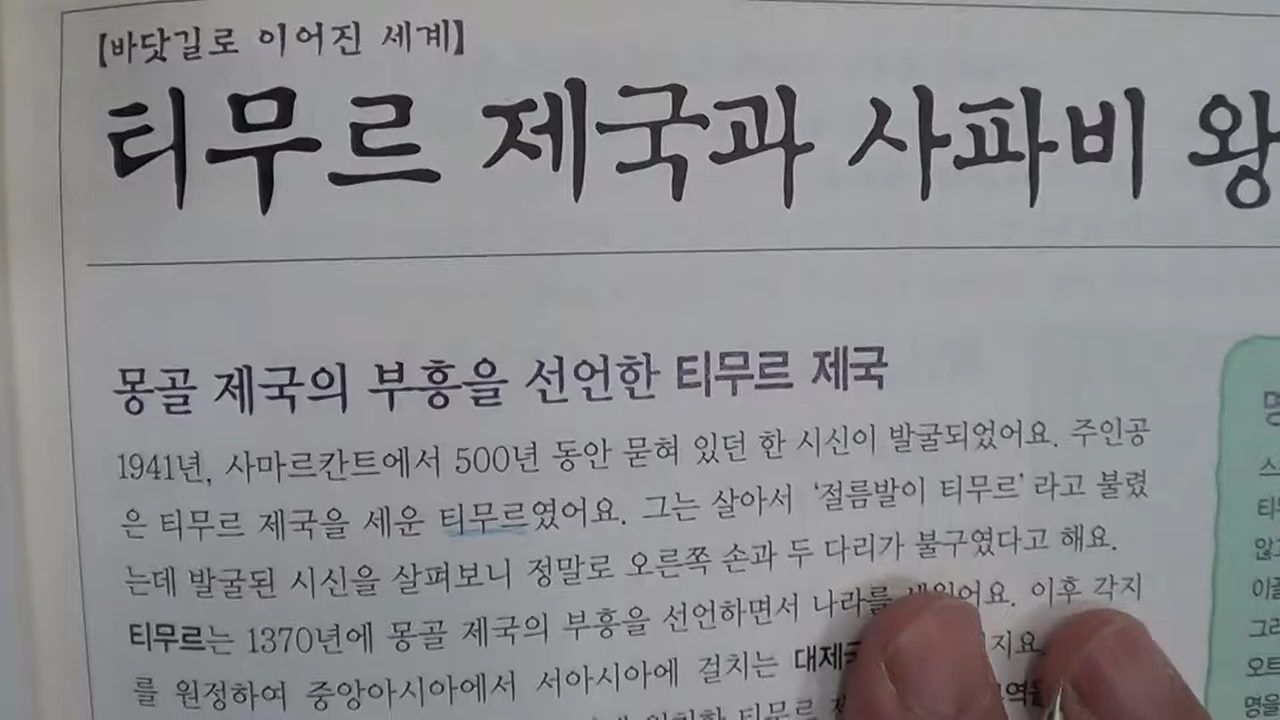 【바닷길로 이어진 세계】
티무르 제국과 사파비 왕
몽골 제국의 부흥을 선언한 티무르 제국
1941년, 사마르칸트에서 500년 동안 묻혀 있던 한 시신이 발굴되었어요. 주인공
은 티무르 제국을 세운 티무르였어요. 그는 살아서 ‘절름발이 티무르’라고 불렸
는데 발굴된 시신을 살펴보니 정말로 오른쪽 손과 두 다리가 불구였다고 해요.
티무르는 1370년에 몽골 제국의 부흥을 선언하면서 나라를 이후 각지
를 원정하여 중앙아시아에서 서아시아에 걸치는
티무르